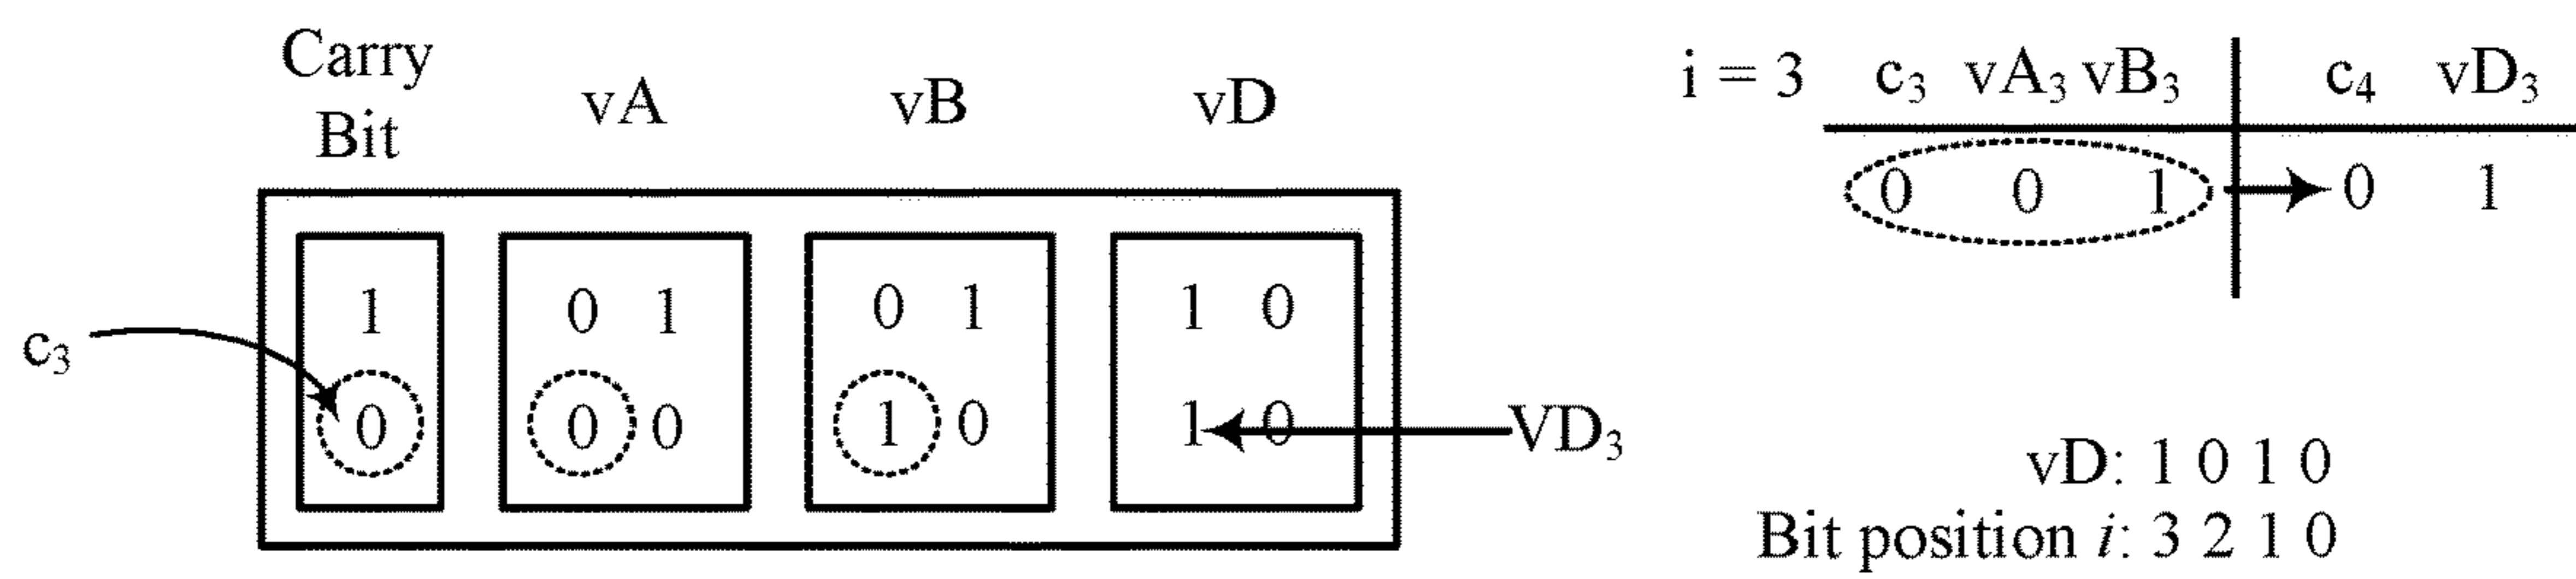 Carry
Bit
vA
vB
vD
1
0 1
0 1
1 0
c₃
0
0 0
1 0
1 0
VD₃
i = 3 c₃ vA₃ vB₃ c₄ vD₃
0 0 1 0 1
vD: 1 0 1 0
Bit position i: 3 2 1 0